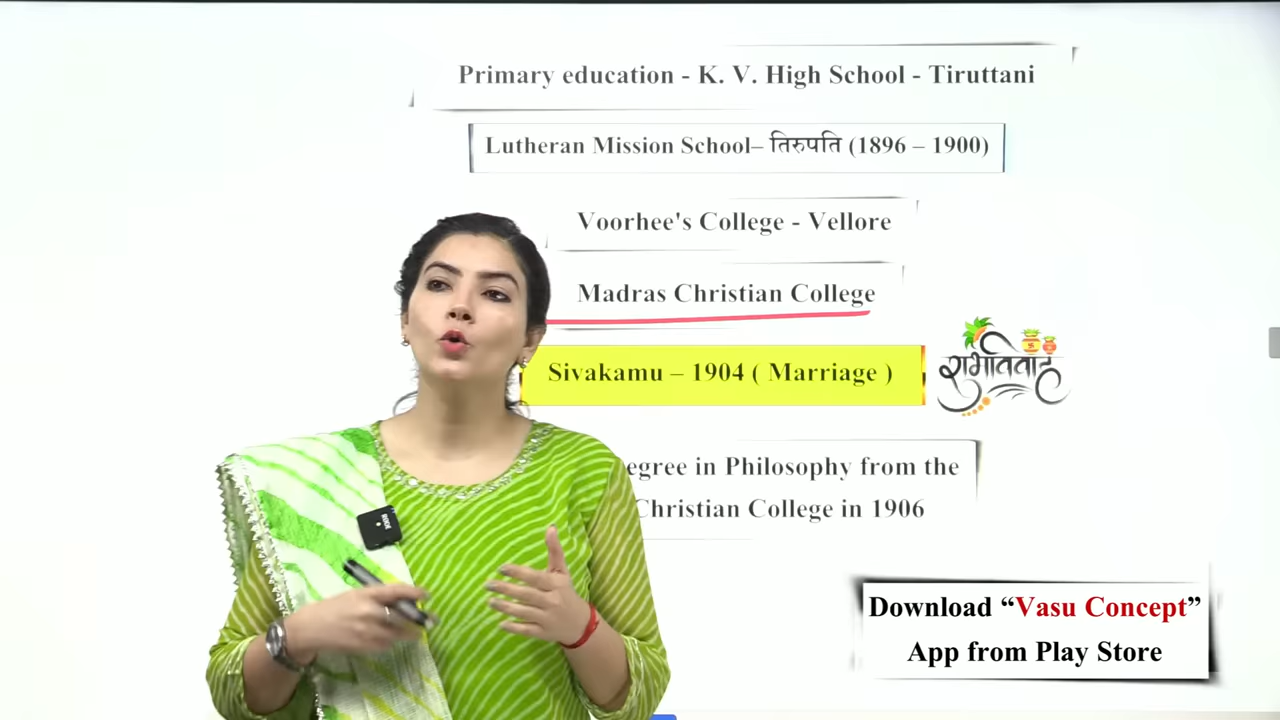 Primary education - K. V. High School - Tiruttani
Lutheran Mission School– तिरुपति (1896 – 1900)
Voorhee's College - Vellore
Madras Christian College
Sivakamu – 1904 ( Marriage )
egree in Philosophy from the
Christian College in 1906
Download “Vasu Concept”
App from Play Store